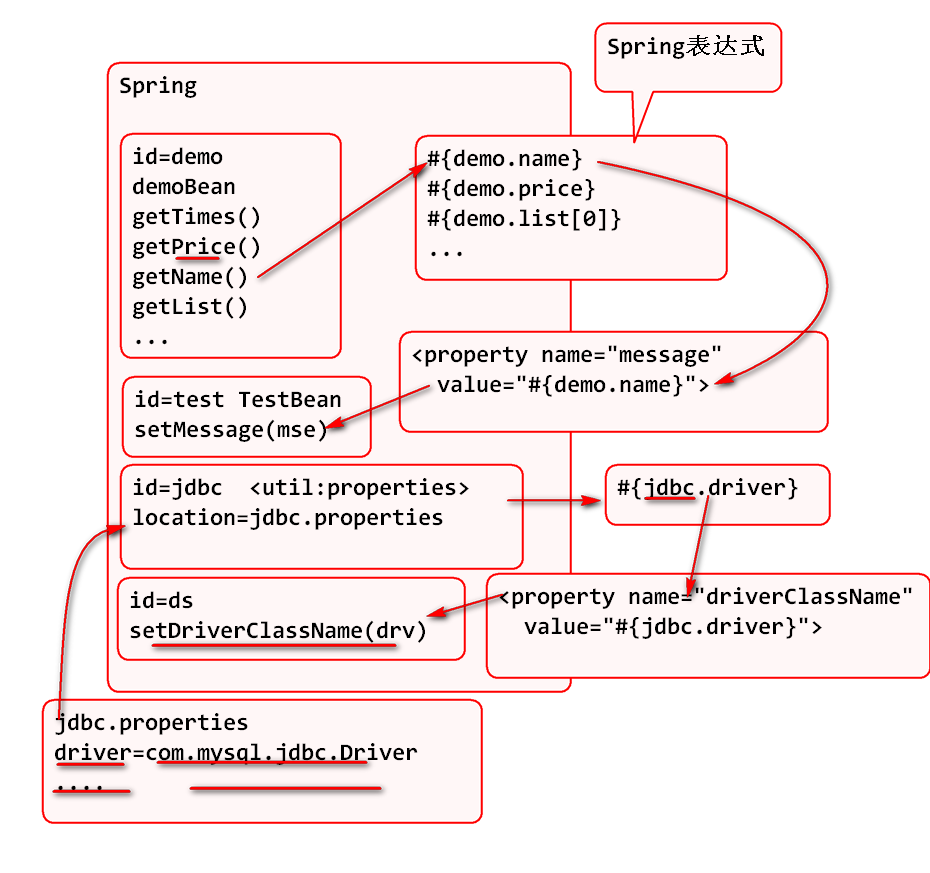 Spring表达式
Spring
id=demo
demoBean
getTimes()
getPrice()
getName()
getList()
...
#{demo.name}
#{demo.price}
#{demo.list[0]}
...
<property name="message"
value="#{demo.name}">
id=test TestBean
setMessage(mse)
id=jdbc <util:properties>
location=jdbc.properties
#{jdbc.driver}
id=ds
setDriverClassName(drv)
<property name="driverClassName"
value="#{jdbc.driver}">
jdbc.properties
driver=com.mysql.jdbc.Driver
....